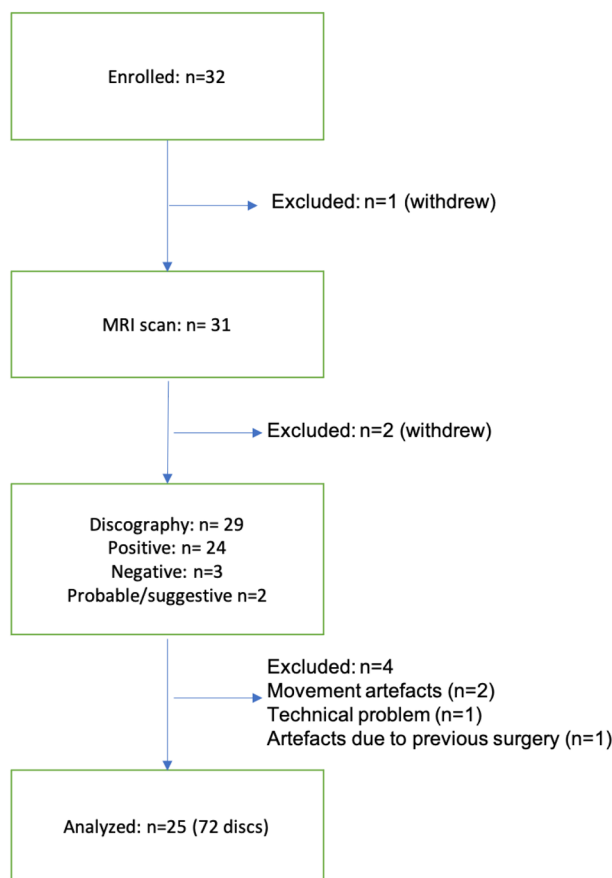 Enrolled: n=32
Excluded: n=1 (withdrew)
MRI scan: n= 31
Excluded: n=2 (withdrew)
Discography: n= 29
Positive: n= 24
Negative: n=3
Probable/suggestive n=2
Excluded: n=4
Movement artefacts (n=2)
Technical problem (n=1)
Artefacts due to previous surgery (n=1)
Analyzed: n=25 (72 discs)